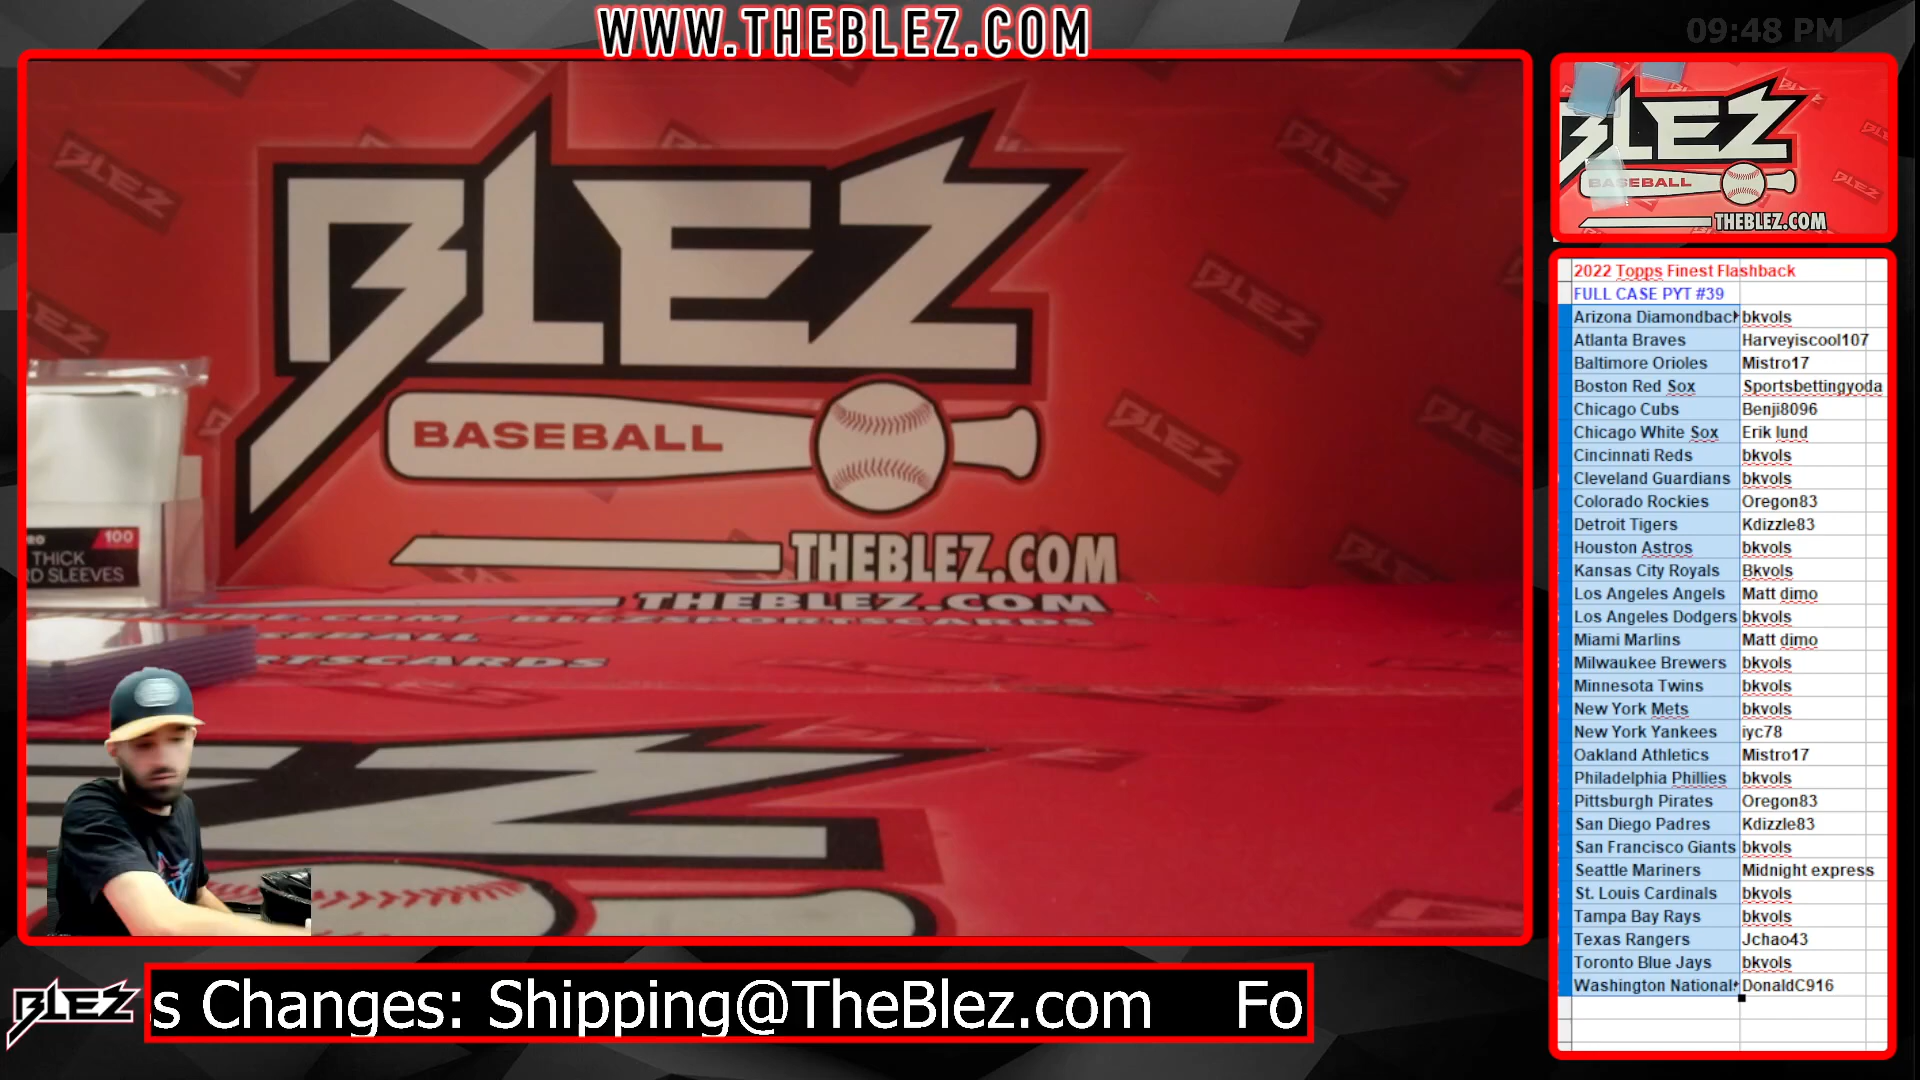 WWW.THEBLEZ.COM
09:48 PM
BLEZ
BASEBALL
THEBLEZ.COM
THEBLEZ.COM
100
THICK
RD SLEEVES
BLEZ
BASEBALL
THEBLEZ.COM
2022 Topps Finest Flashback
FULL CASE PYT #39
Arizona Diamondback bkvols
Atlanta Braves Harveyiscool107
Baltimore Orioles Mistro17
Boston Red Sox Sportsbettingyoda
Chicago Cubs Benji8096
Chicago White Sox Erik lund
Cincinnati Reds bkvols
Cleveland Guardians bkvols
Colorado Rockies Oregon83
Detroit Tigers Kdizzle83
Houston Astros bkvols
Kansas City Royals Bkvols
Los Angeles Angels Matt dimo
Los Angeles Dodgers bkvols
Miami Marlins Matt dimo
Milwaukee Brewers bkvols
Minnesota Twins bkvols
New York Mets bkvols
New York Yankees iyc78
Oakland Athletics Mistro17
Philadelphia Phillies bkvols
Pittsburgh Pirates Oregon83
San Diego Padres Kdizzle83
San Francisco Giants bkvols
Seattle Mariners Midnight express
St. Louis Cardinals bkvols
Tampa Bay Rays bkvols
Texas Rangers Jchao43
Toronto Blue Jays bkvols
Washington National DonaldC916
BLEZ
s Changes: Shipping@TheBlez.com Fo